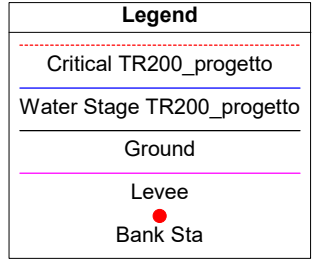 Legend
Critical TR200_progetto
Water Stage TR200_progetto
Ground
Levee
Bank Sta